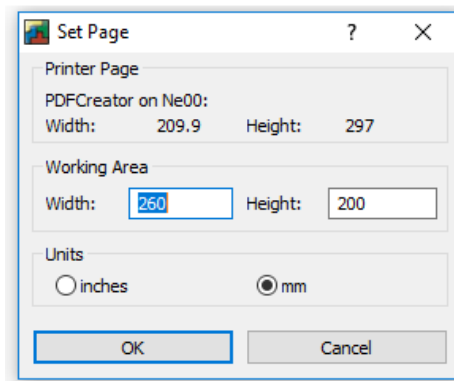 Set Page ?
Printer Page
PDFCreator on Ne00:
Width: 209.9 Height: 297
Working Area
Width: 260 Height: 200
Units
inches mm
OK Cancel